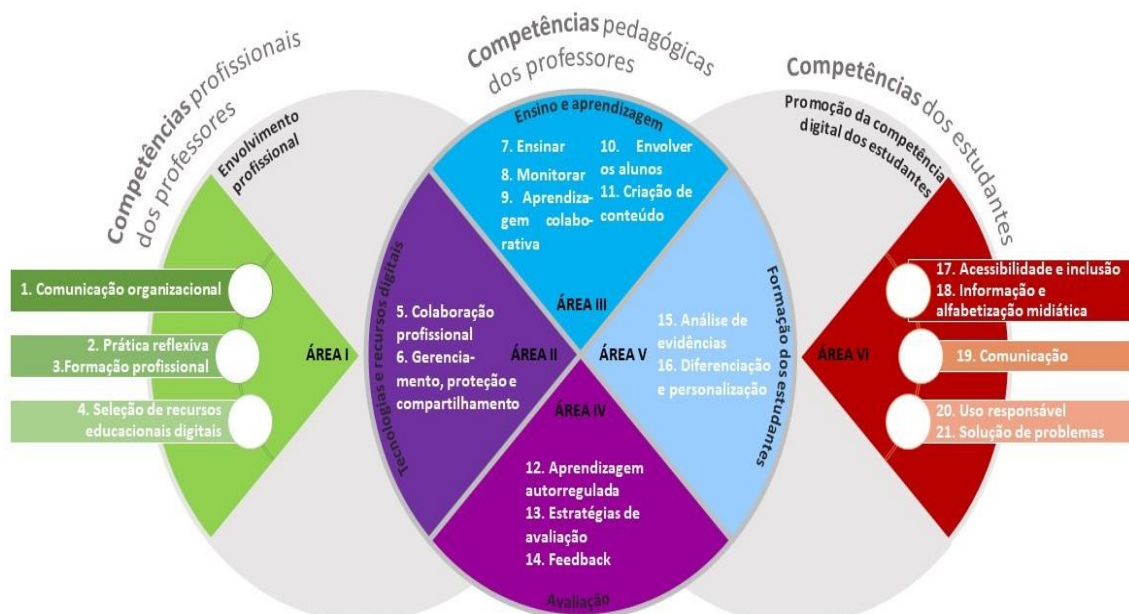 Competências profissionais
dos professores
Envolvimento
profissional
1. Comunicação organizacional
2. Prática reflexiva
3.Formação profissional
4. Seleção de recursos
educacionais digitais
ÁREA I
Competências pedagógicas
dos professores
Ensino e aprendizagem
7. Ensinar
8. Monitorar
9. Aprendiza-
gem colabo-
rativa
10. Envolver
os alunos
11. Criação de
conteúdo
ÁREA III
Tecnologias e recursos digitais
5. Colaboração
profissional
6. Gerencia-
mento, proteção e
compartilhamento
ÁREA II
ÁREA V
15. Análise de
evidências
16. Diferenciação
e personalização
Formação dos estudantes
ÁREA IV
12. Aprendizagem
autorregulada
13. Estratégias de
avaliação
14. Feedback
Avaliação
Competências dos estudantes
Promoção da competência
digital dos estudantes
ÁREA VI
17. Acessibilidade e inclusão
18. Informação e
alfabetização midiática
19. Comunicação
20. Uso responsável
21. Solução de problemas